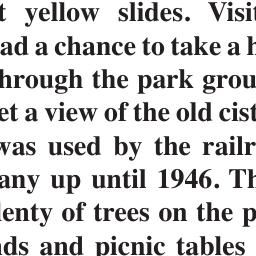 t yellow slides. Visit
ad a chance to take a h
hrough the park grou
et a view of the old cist
was used by the railr
any up until 1946. Th
lenty of trees on the p
nds and picnic tables